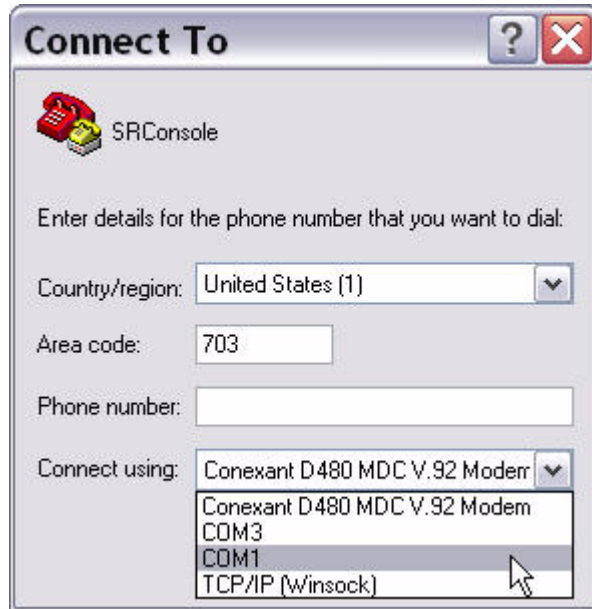 Connect To ?
SRConsole
Enter details for the phone number that you want to dial:
Country/region: United States (1)
Area code: 703
Phone number:
Connect using: Conexant D480 MDC V.92 Modem
Conexant D480 MDC V.92 Modem
COM3
COM1
TCP/IP (Winsock)